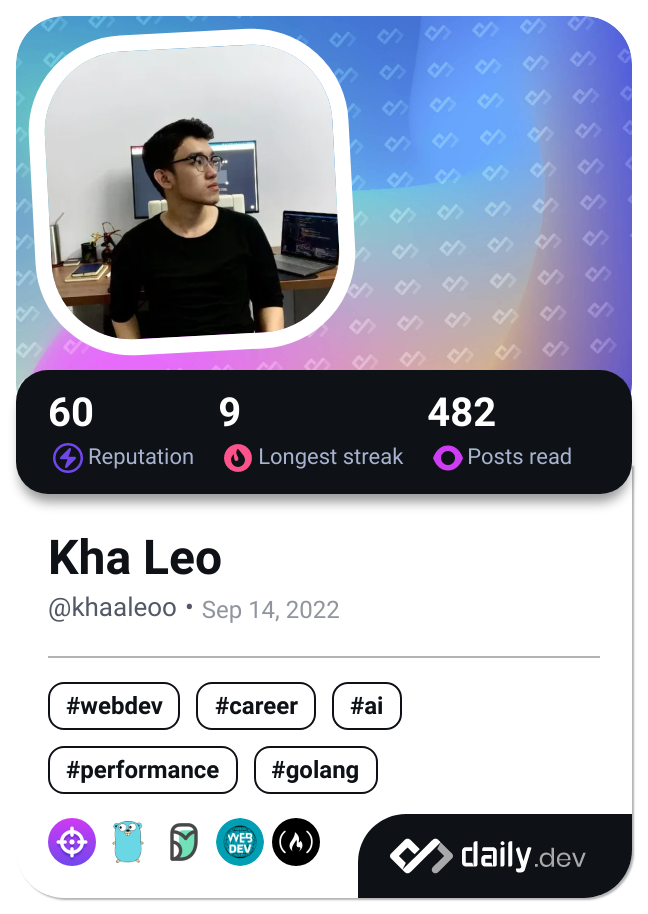 60 9 482
Reputation Longest streak Posts read
Kha Leo
@khaaleoo • Sep 14, 2022
#webdev #career #ai
#performance #golang
WEB
DEV
daily.dev